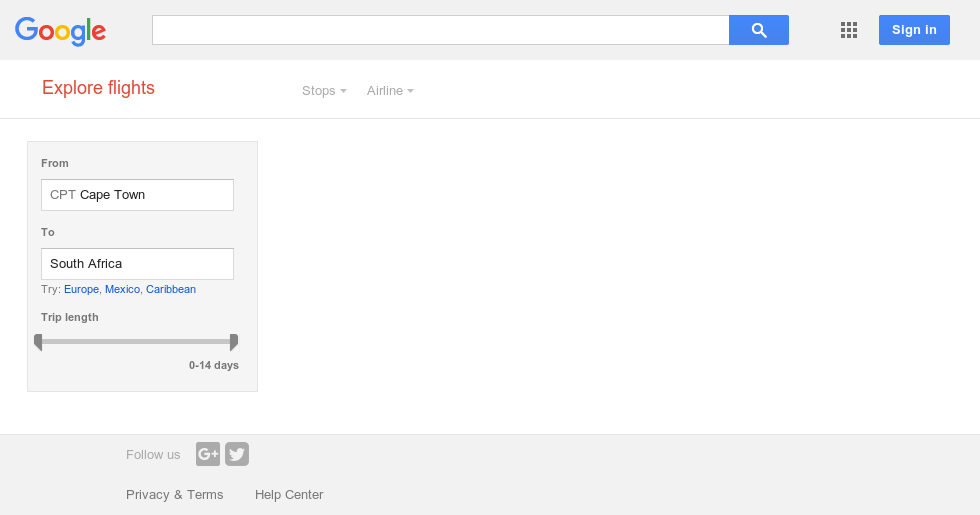 Google
Sign in
Explore flights
Stops
Airline
From
CPT Cape Town
To
South Africa
Try: Europe, Mexico, Caribbean
Trip length
0-14 days
Follow us
G+
Privacy & Terms
Help Center